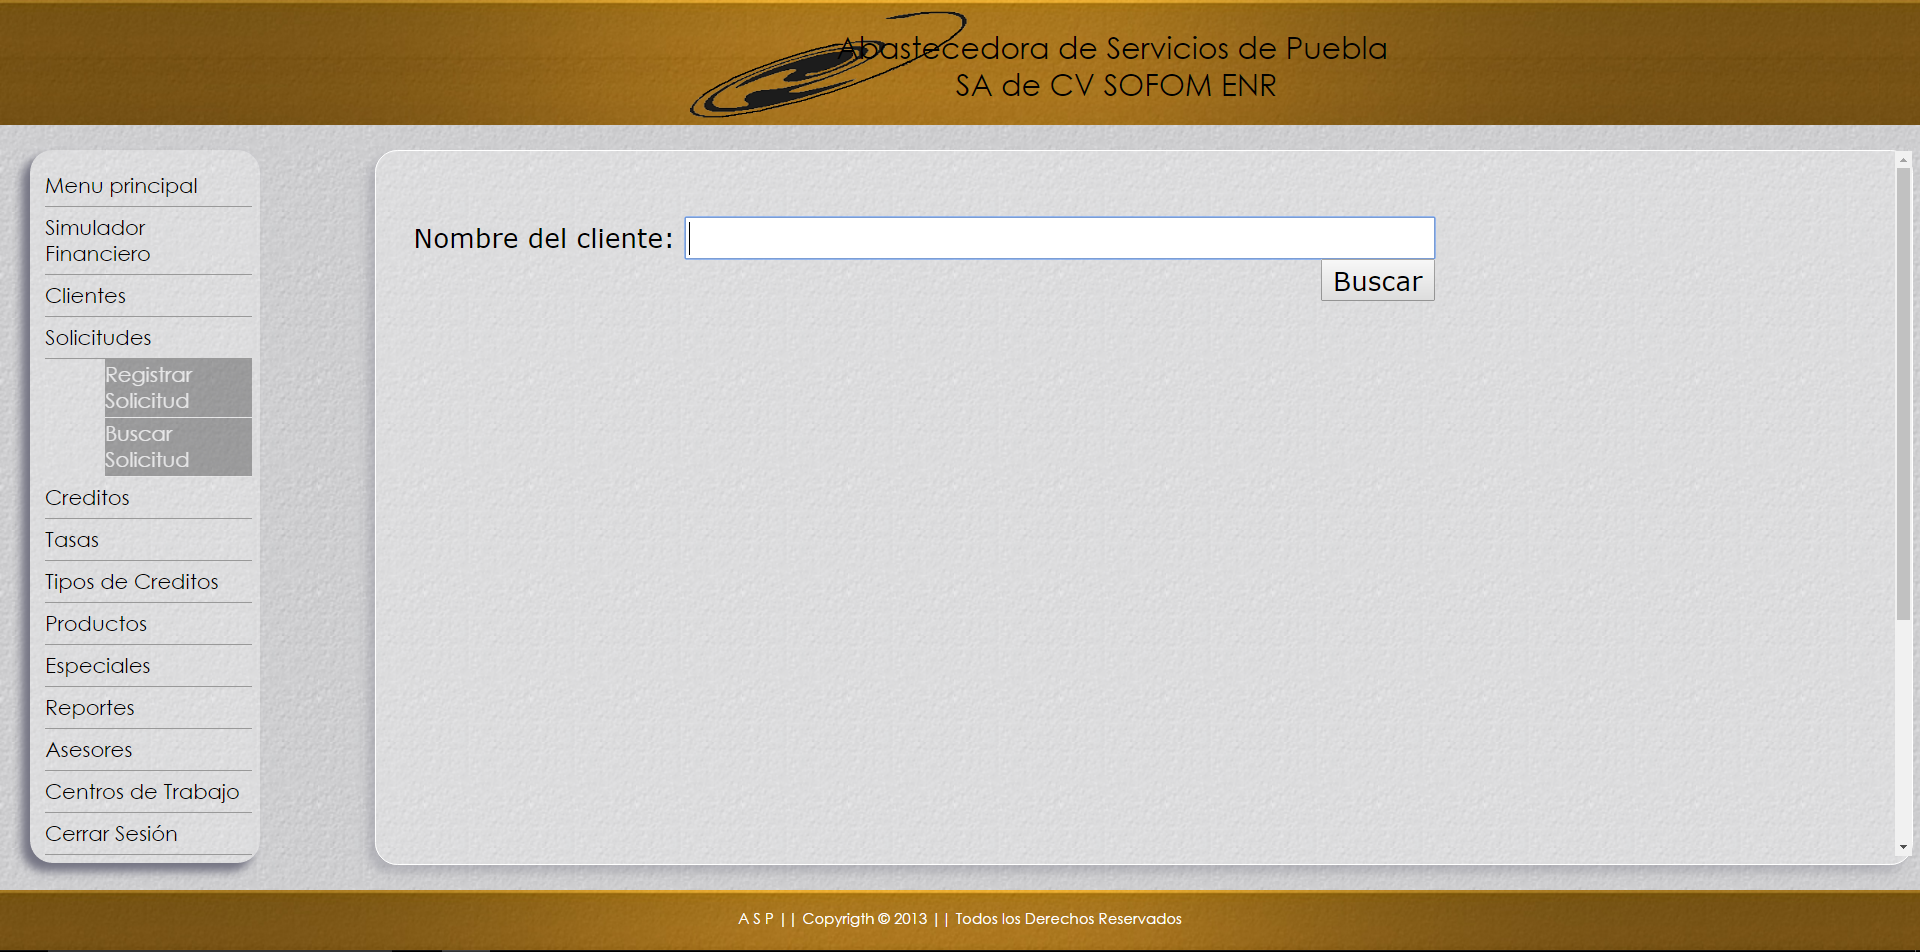 Abastecedora de Servicios de Puebla
SA de CV SOFOM ENR
Menu principal
Simulador
Financiero
Clientes
Solicitudes
Registrar
Solicitud
Buscar
Solicitud
Creditos
Tasas
Tipos de Creditos
Productos
Especiales
Reportes
Asesores
Centros de Trabajo
Cerrar Sesión
Nombre del cliente:
Buscar
A S P || Copyrigth © 2013 || Todos los Derechos Reservados